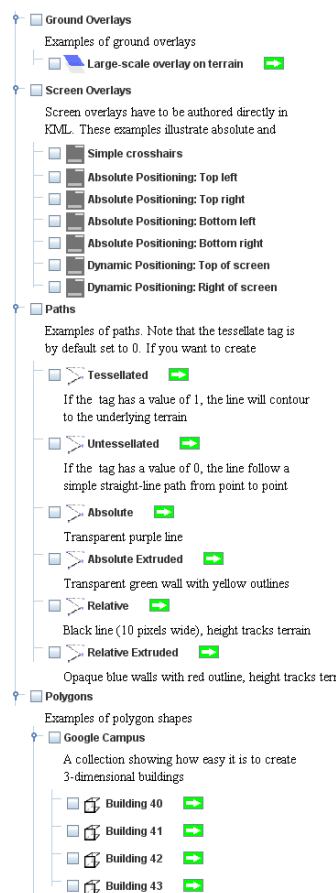 Ground Overlays
Examples of ground overlays
Large-scale overlay on terrain
Screen Overlays
Screen overlays have to be authored directly in
KML. These examples illustrate absolute and
Simple crosshairs
Absolute Positioning: Top left
Absolute Positioning: Top right
Absolute Positioning: Bottom left
Absolute Positioning: Bottom right
Dynamic Positioning: Top of screen
Dynamic Positioning: Right of screen
Paths
Examples of paths. Note that the tessellate tag is
by default set to 0. If you want to create
Tessellated
If the tag has a value of 1, the line will contour
to the underlying terrain
Untessellated
If the tag has a value of 0, the line follow a
simple straight-line path from point to point
Absolute
Transparent purple line
Absolute Extruded
Transparent green wall with yellow outlines
Relative
Black line (10 pixels wide), height tracks terrain
Relative Extruded
Opaque blue walls with red outline, height tracks terr
Polygons
Examples of polygon shapes
Google Campus
A collection showing how easy it is to create
3-dimensional buildings
Building 40
Building 41
Building 42
Building 43